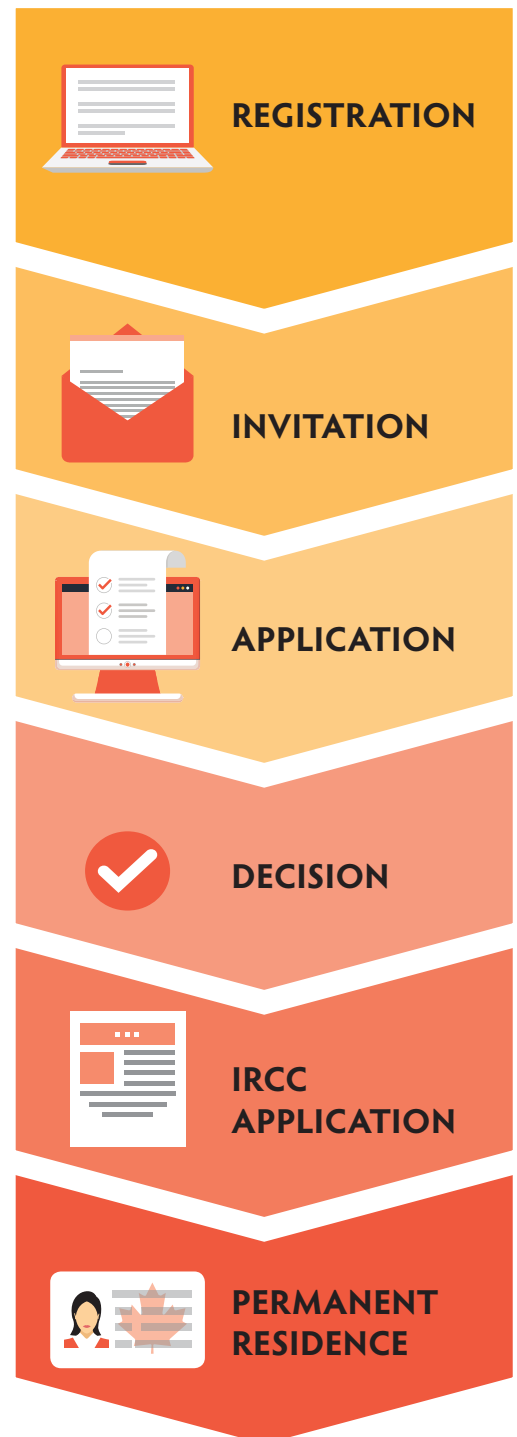 REGISTRATION
INVITATION
APPLICATION
DECISION
IRCC
APPLICATION
PERMANENT
RESIDENCE